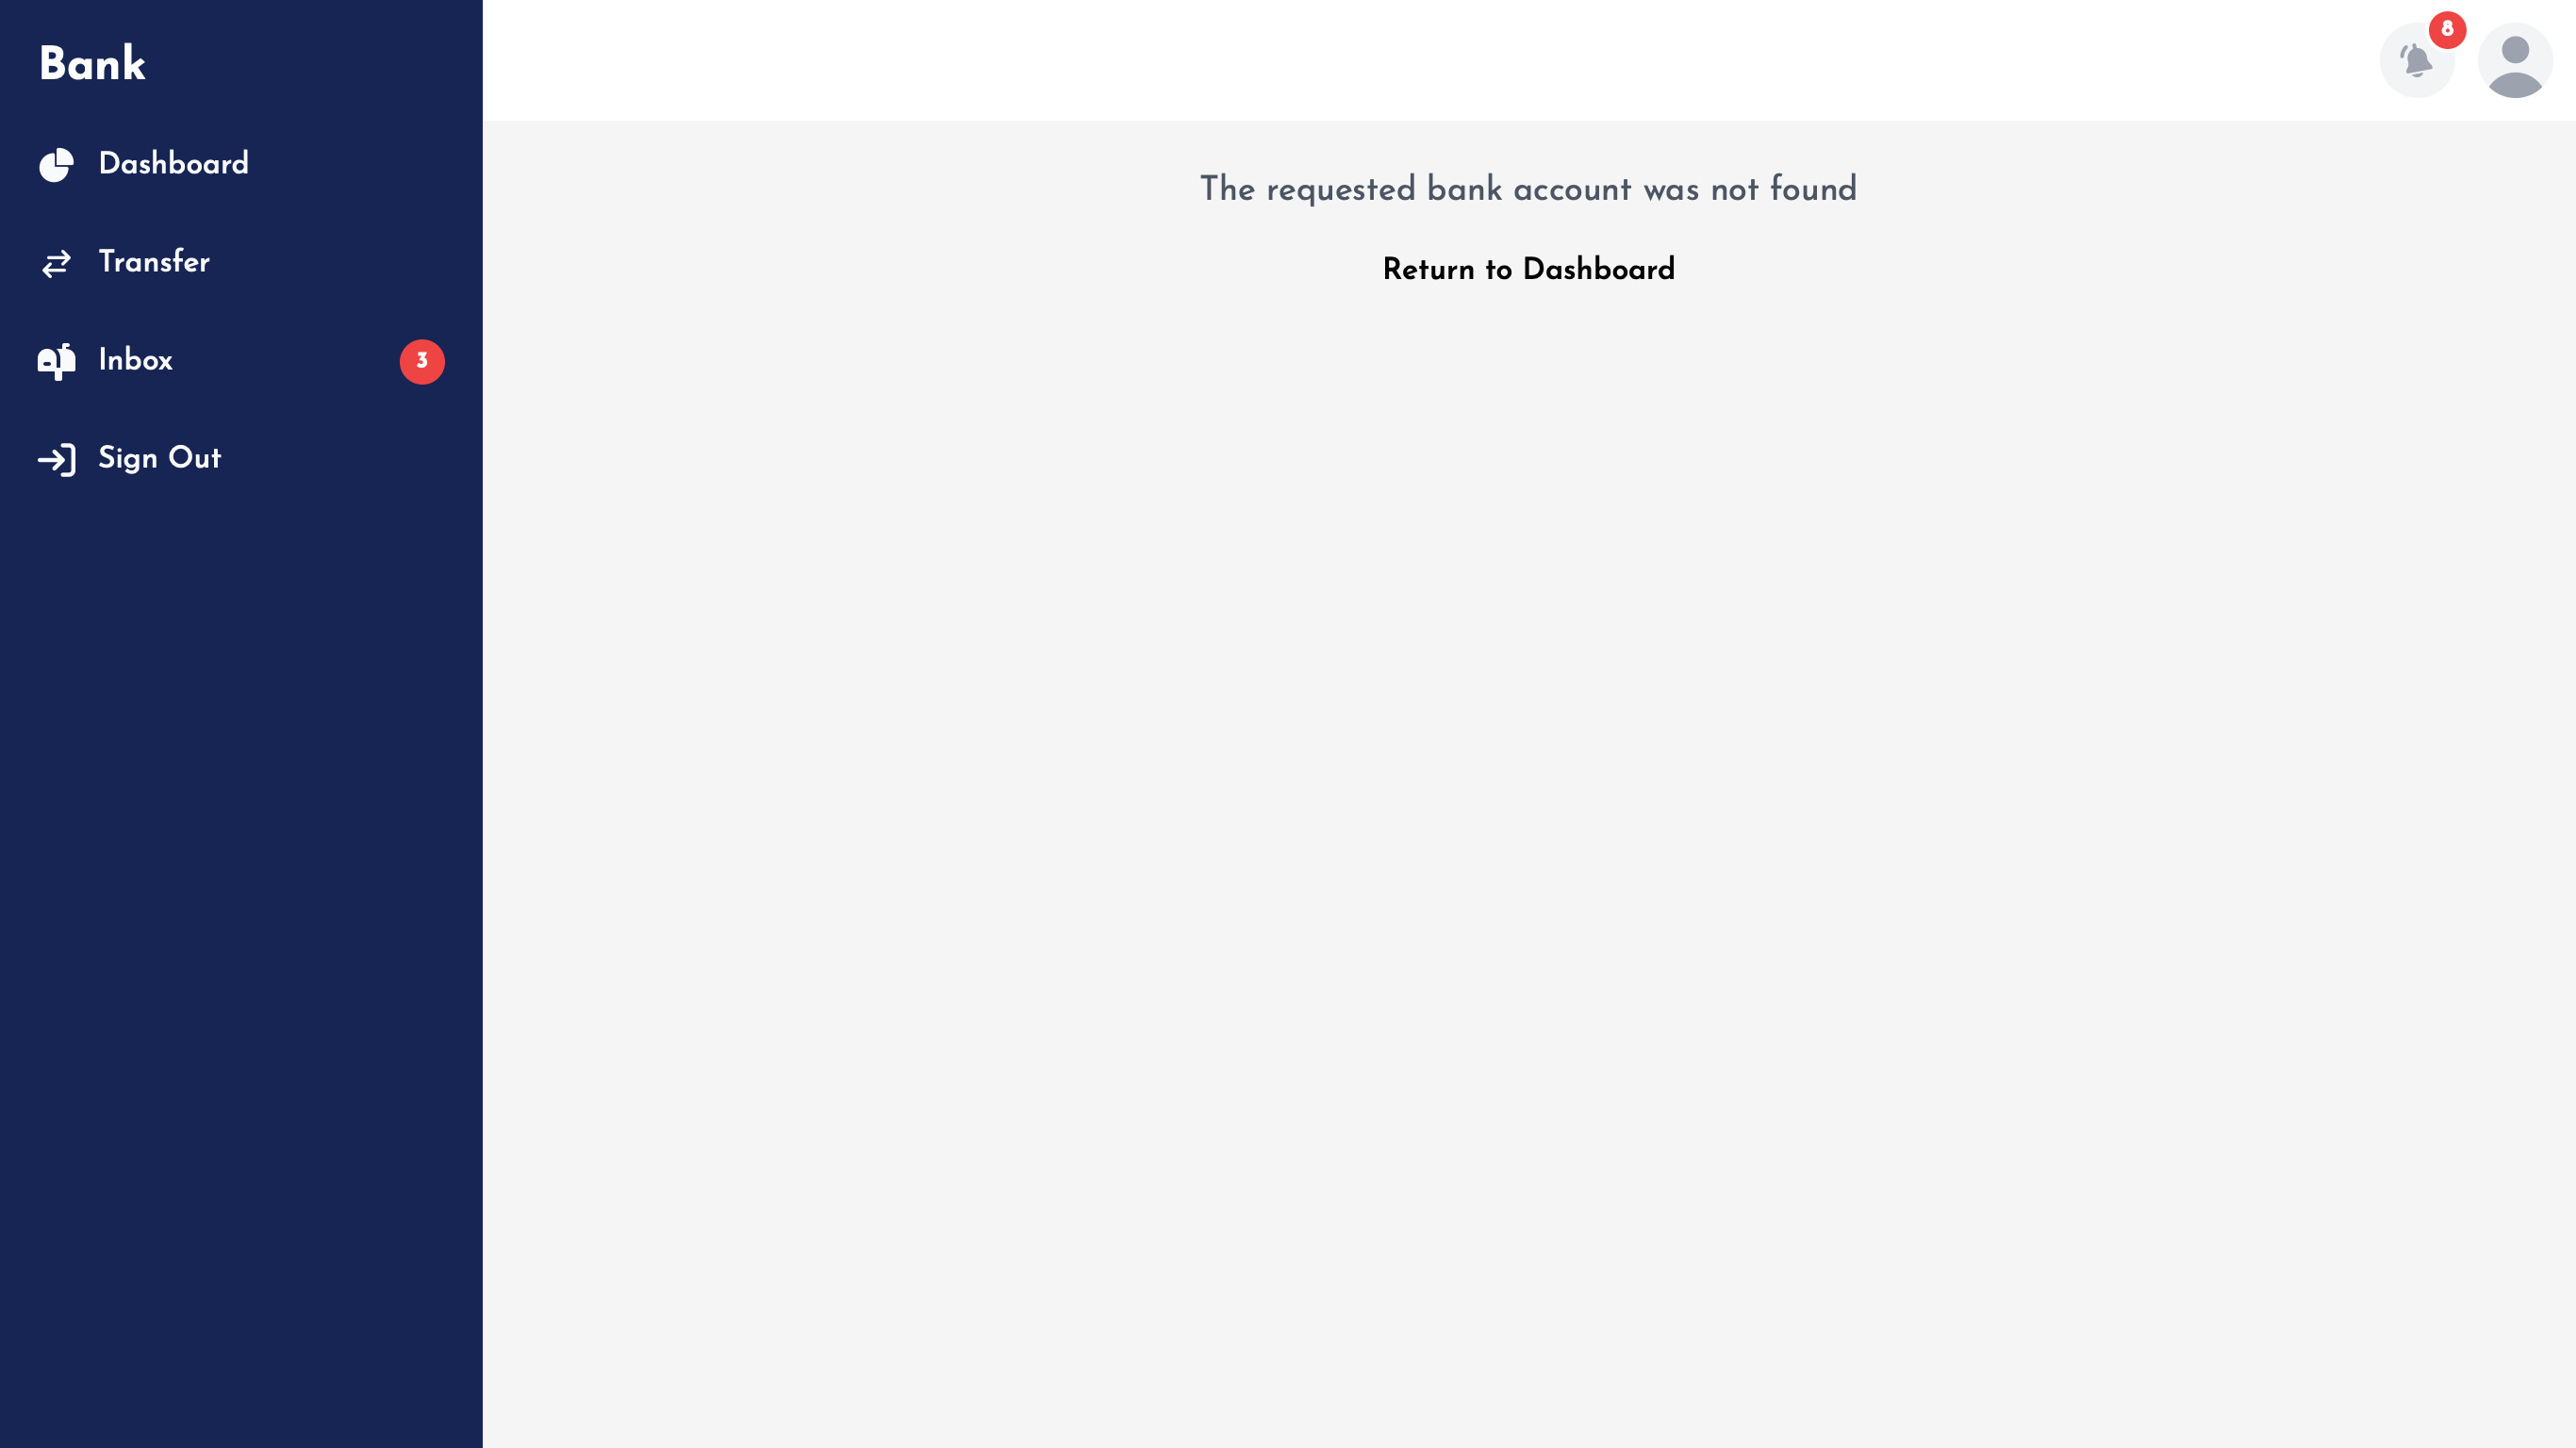 Bank
Dashboard
Transfer
Inbox
3
Sign Out
8
The requested bank account was not found
Return to Dashboard